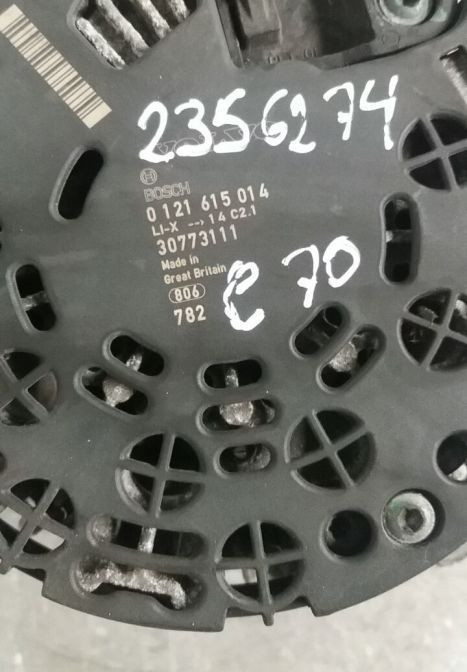 2356274
BOSCH
0 121 615 014
LI-X --> 14 C2.1
30773111
Made in
Great Britain
806
782
C 70